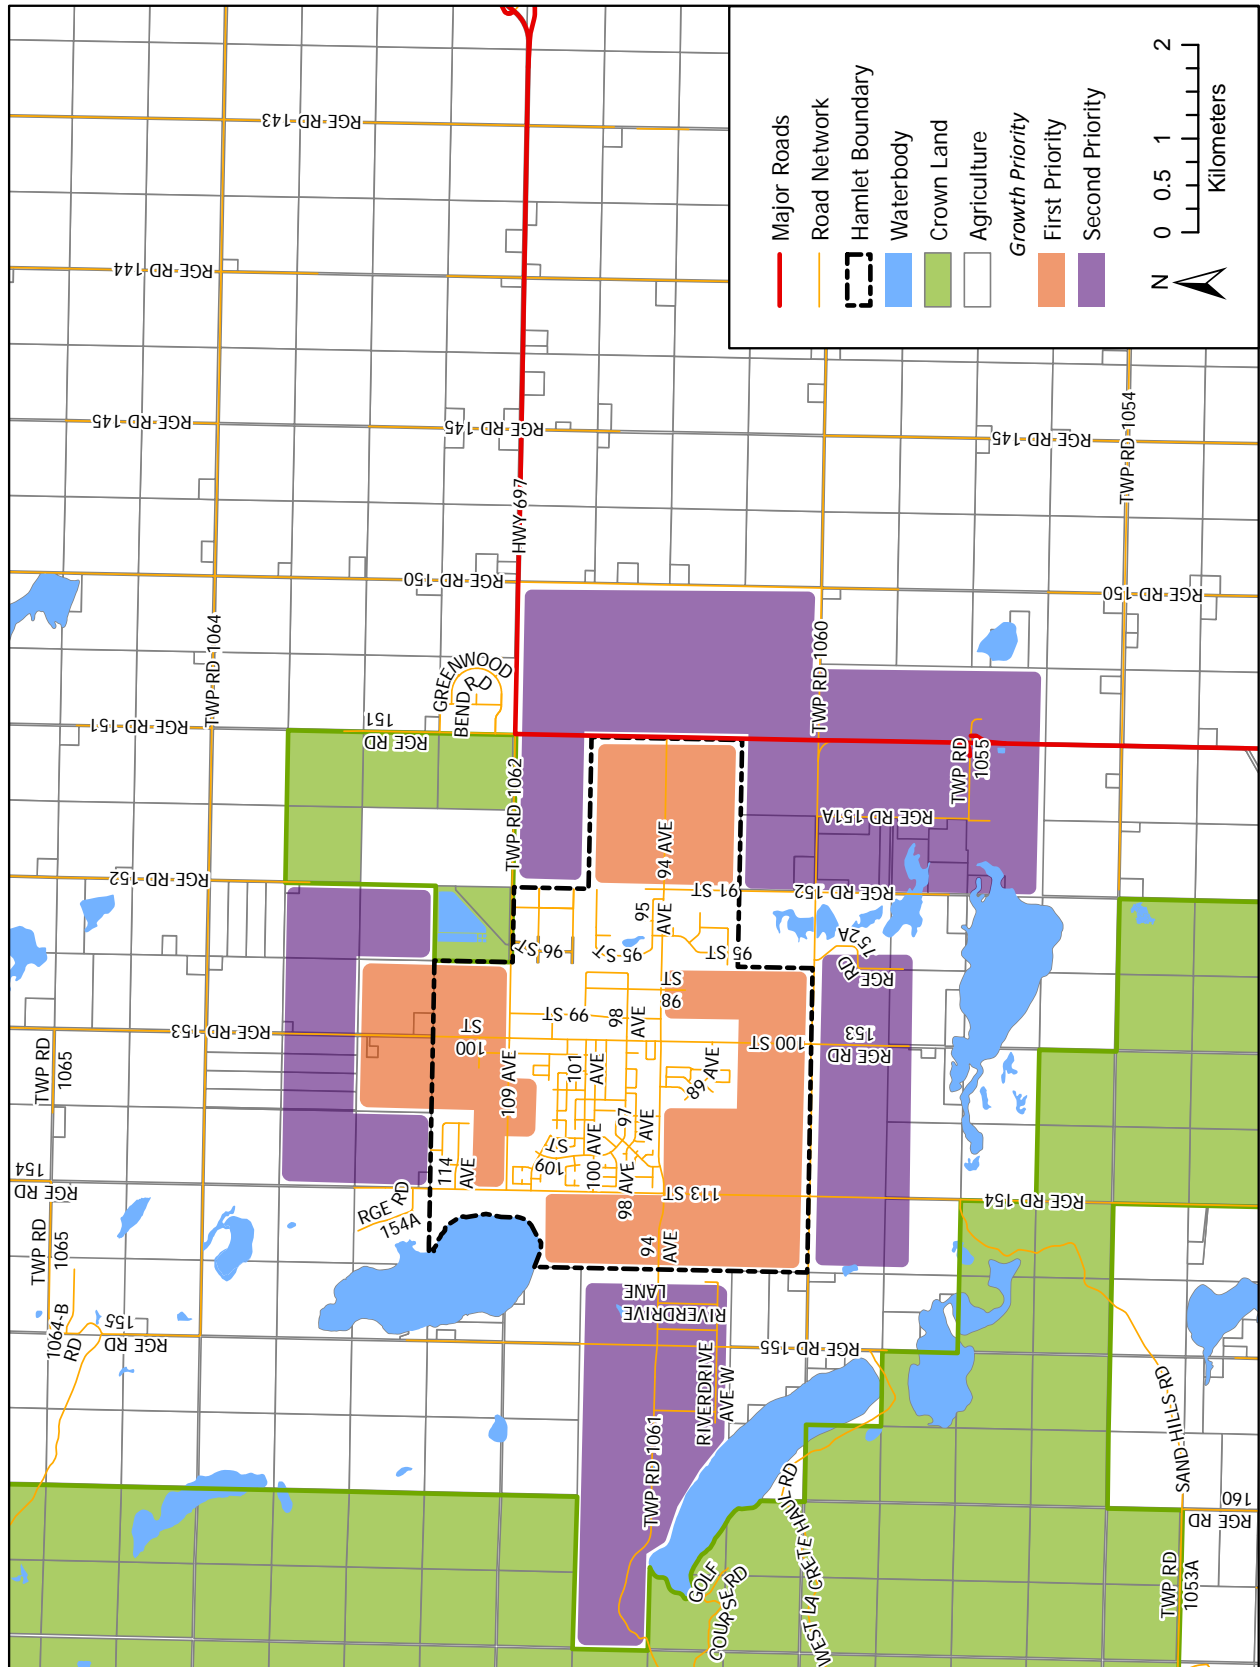 Major Roads
Road Network
Hamlet Boundary
Waterbody
Crown Land
Agriculture
Growth Priority
First Priority
Second Priority
N
0 0.5 1 2
Kilometers
RGE RD 143
RGE RD 144
RGE RD 145
RGE RD 145
RGE RD 145
HWY 697
TWP RD 1054
RGE RD 150
RGE RD 150
TWP RD 1064
TWP RD 1060
GREENWOOD
BEND RD
RGE RD 151
RGE RD
151
TWP RD 1062
TWP RD
1055
RGE RD 151A
RGE RD 152
RGE RD 152
94 AVE
91 ST
95
AVE
96 ST
95 ST
95 ST
RGE
RD
152A
98
ST
99 ST
98
AVE
RGE RD 153
100
ST
100 ST
RGE RD
153
TWP RD
1065
109 AVE
101
AVE
89 AVE
97
AVE
109
ST
100 AVE
98 AVE
114
AVE
113 ST
RGE RD
154
RGE RD
154A
RGE RD 154
TWP RD
1065
94
AVE
RIVERDRIVE
LANE
1064-B
RD
RGE RD
155
RGE RD 155
RIVERDRIVE
AVE W
TWP RD 1061
SAND HILLS RD
WEST LA CRETE HAUL RD
GOLF
COURSE RD
RGE RD
160
TWP RD
1053A